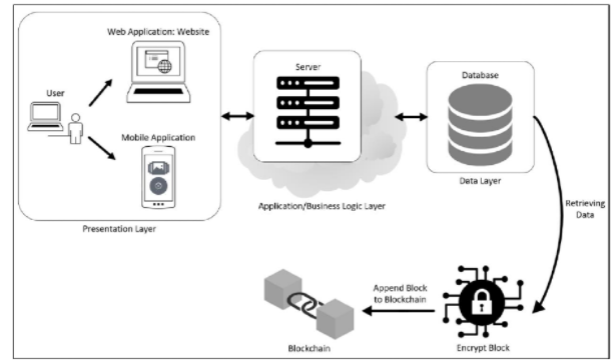 Web Application: Website
User
Mobile Application
Presentation Layer
Server
Application/Business Logic Layer
Database
Data Layer
Retrieving
Data
Encrypt Block
Append Block
to Blockchain
Blockchain